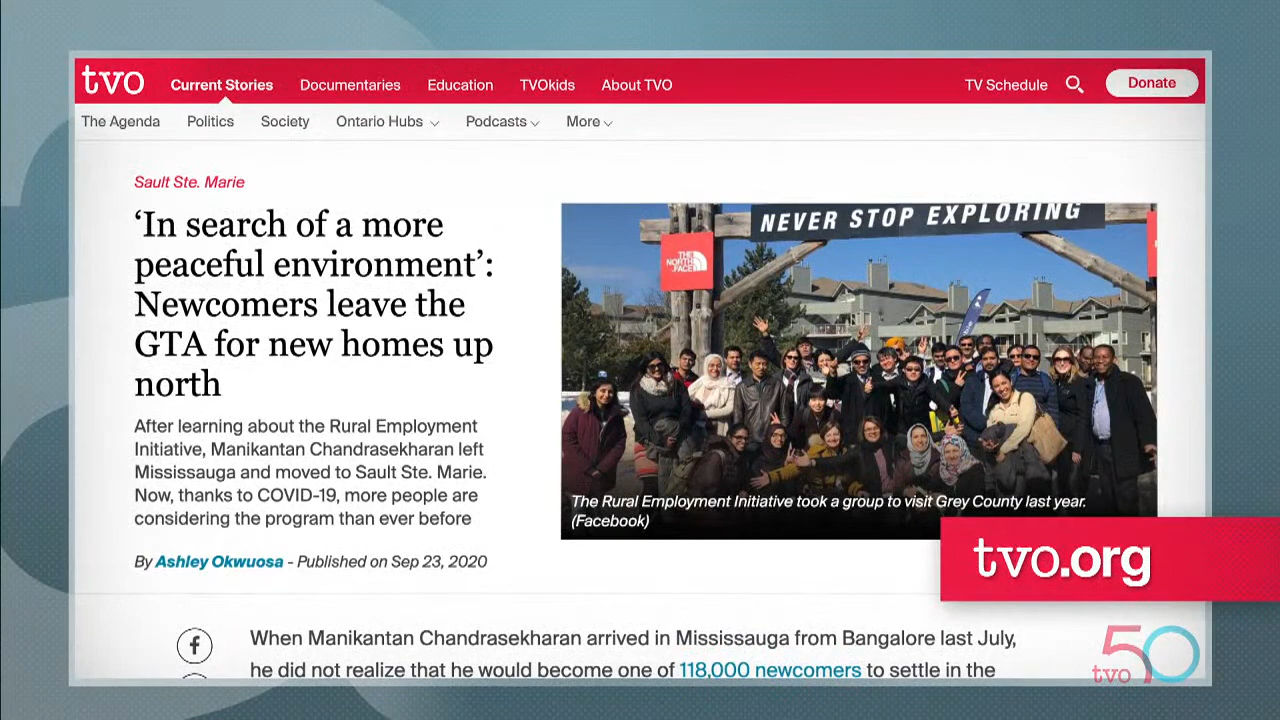 tvo
Current Stories Documentaries Education TVOkids About TVO TV Schedule Donate
The Agenda Politics Society Ontario Hubs Podcasts More
Sault Ste. Marie
‘In search of a more
peaceful environment’:
Newcomers leave the
GTA for new homes up
north
After learning about the Rural Employment
Initiative, Manikantan Chandrasekharan left
Mississauga and moved to Sault Ste. Marie.
Now, thanks to COVID-19, more people are
considering the program than ever before
By Ashley Okwuosa - Published on Sep 23, 2020
NEVER STOP EXPLORING
THE
NORTH
FACE
The Rural Employment Initiative took a group to visit Grey County last year.
(Facebook)
tvo.org
When Manikantan Chandrasekharan arrived in Mississauga from Bangalore last July,
he did not realize that he would become one of 118,000 newcomers to settle in the
tvo 50